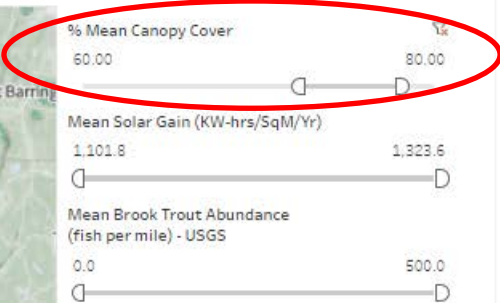 % Mean Canopy Cover
60.00 80.00
t Barring
Mean Solar Gain (KW-hrs/SqM/Yr)
1,101.8 1,323.6
Mean Brook Trout Abundance
(fish per mile) - USGS
0.0 500.0